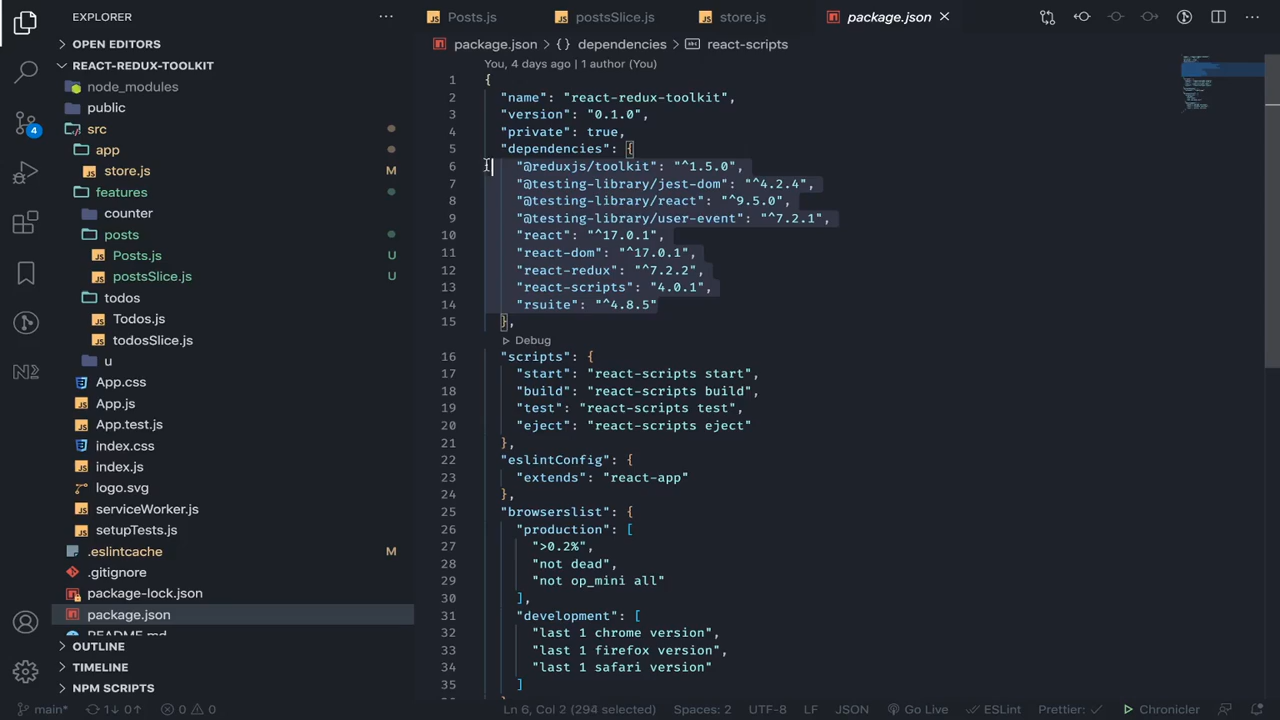 EXPLORER
OPEN EDITORS
REACT-REDUX-TOOLKIT
node_modules
public
src
app
store.js M
features
counter
posts
Posts.js U
postsSlice.js U
todos
Todos.js
todosSlice.js
u
App.css
App.js
App.test.js
index.css
index.js
logo.svg
serviceWorker.js
setupTests.js
.eslintcache M
.gitignore
package-lock.json
package.json
README.md
OUTLINE
TIMELINE
NPM SCRIPTS
4
Posts.js postsSlice.js store.js package.json
package.json > {} dependencies > react-scripts
You, 4 days ago | 1 author (You)
1 {
2 "name": "react-redux-toolkit",
3 "version": "0.1.0",
4 "private": true,
5 "dependencies": {
6 "@reduxjs/toolkit": "^1.5.0",
7 "@testing-library/jest-dom": "^4.2.4",
8 "@testing-library/react": "^9.5.0",
9 "@testing-library/user-event": "^7.2.1",
10 "react": "^17.0.1",
11 "react-dom": "^17.0.1",
12 "react-redux": "^7.2.2",
13 "react-scripts": "4.0.1",
14 "rsuite": "^4.8.5"
15 },
Debug
16 "scripts": {
17 "start": "react-scripts start",
18 "build": "react-scripts build",
19 "test": "react-scripts test",
20 "eject": "react-scripts eject"
21 },
22 "eslintConfig": {
23 "extends": "react-app"
24 },
25 "browserslist": {
26 "production": [
27 ">0.2%",
28 "not dead",
29 "not op_mini all"
30 ],
31 "development": [
32 "last 1 chrome version",
33 "last 1 firefox version",
34 "last 1 safari version"
35 ]
main* 1↓ 0↑ 0 0 Ln 6, Col 2 (294 selected) Spaces: 2 UTF-8 LF JSON Go Live ESLint Prettier: ✓ Chronicler